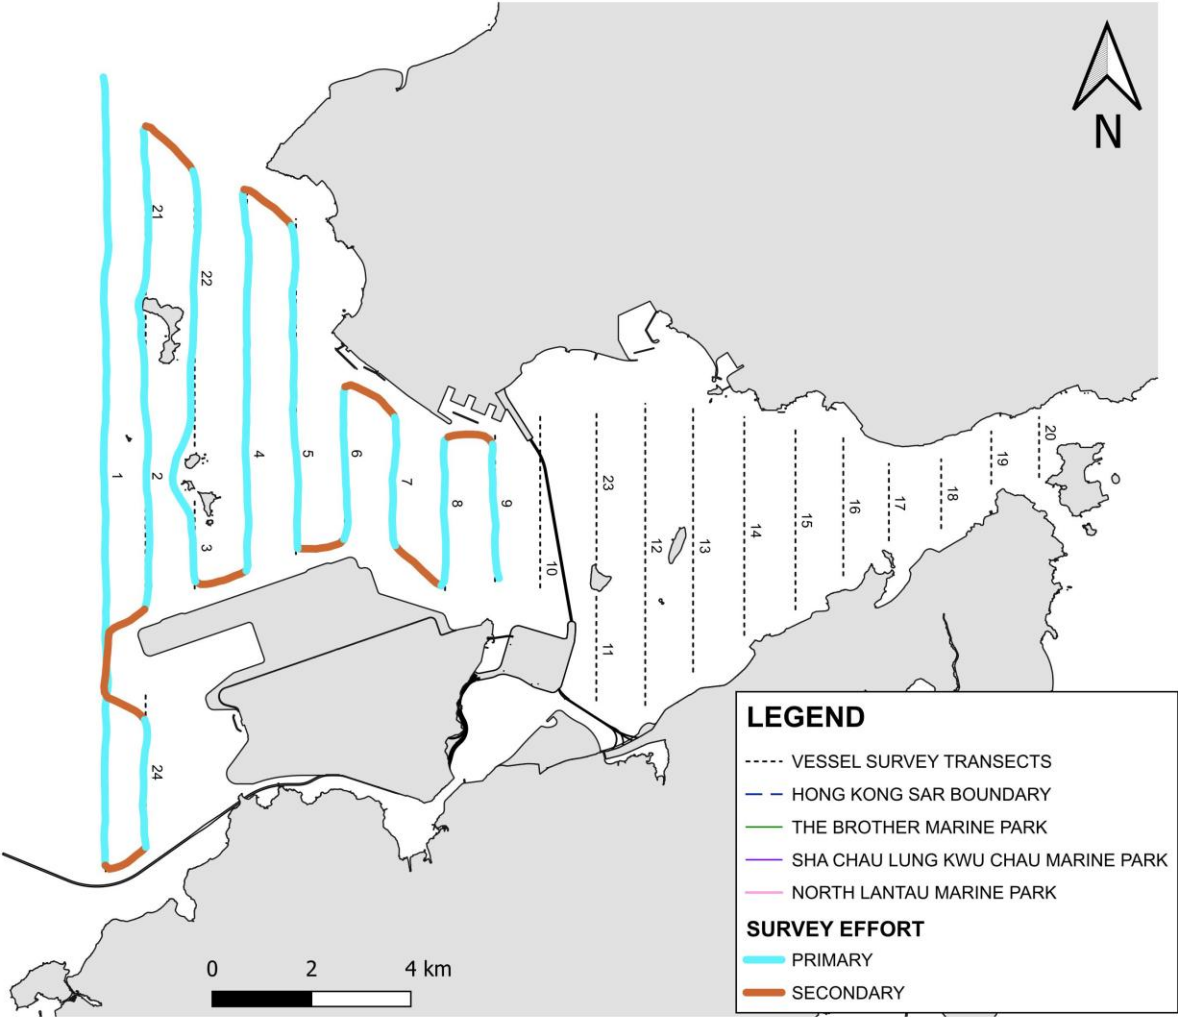 N
21
22
1
2
3
4
5
6
7
8
9
10
23
11
12
13
14
15
16
17
18
19
20
24
0 2 4 km
LEGEND
VESSEL SURVEY TRANSECTS
HONG KONG SAR BOUNDARY
THE BROTHER MARINE PARK
SHA CHAU LUNG KWU CHAU MARINE PARK
NORTH LANTAU MARINE PARK
SURVEY EFFORT
PRIMARY
SECONDARY